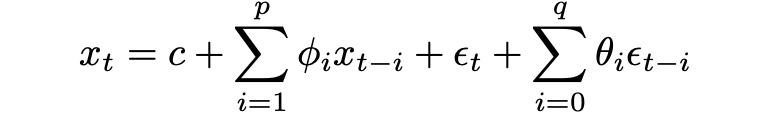 x_t = c + \sum_{i=1}^{p} \phi_i x_{t-i} + \epsilon_t + \sum_{i=0}^{q} \theta_i \epsilon_{t-i}